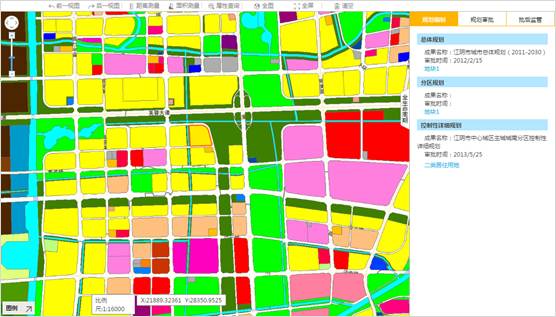 前一视图 后一视图 距离测量 面积测量 属性查询 全图 全屏 清空
规划编制 规划审批 批后监管
总体规划
成果名称：江阴市城市总体规划（2011-2030）
审批时间：2012/2/15
地块1
分区规划
成果名称：
审批时间：
地块1
控制性详细规划
成果名称：江阴市中心城区主城城南分区控制性
详细规划
审批时间：2013/5/25
二类居住用地
芙蓉大道
图例
比例
尺:1:16000
X:21889.32361 Y:28350.9525